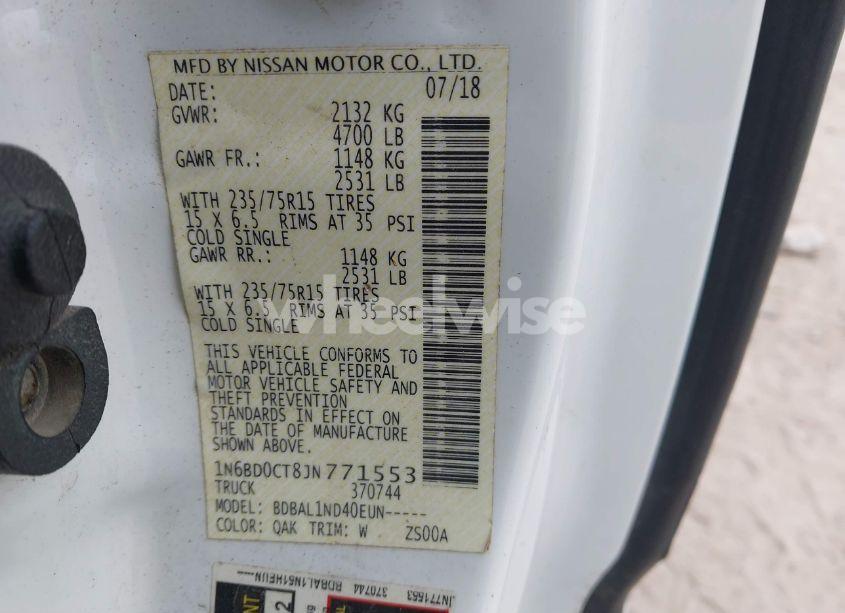 MFD BY NISSAN MOTOR CO., LTD.
DATE: 07/18
GVWR: 2132 KG
4700 LB
GAWR FR.: 1148 KG
2531 LB
WITH 235/75R15 TIRES
15 X 6.5 RIMS AT 35 PSI
COLD SINGLE
GAWR RR.: 1148 KG
2531 LB
WITH 235/75R15 TIRES
15 X 6.5 RIMS AT 35 PSI
COLD SINGLE
wheelwise
THIS VEHICLE CONFORMS TO
ALL APPLICABLE FEDERAL
MOTOR VEHICLE SAFETY AND
THEFT PREVENTION
STANDARDS IN EFFECT ON
THE DATE OF MANUFACTURE
SHOWN ABOVE.
1N6BD0CT8JN771553
TRUCK 370744
MODEL: BDBAL1ND40EUN-----
COLOR: QAK TRIM: W ZS00A
JN771553 370744